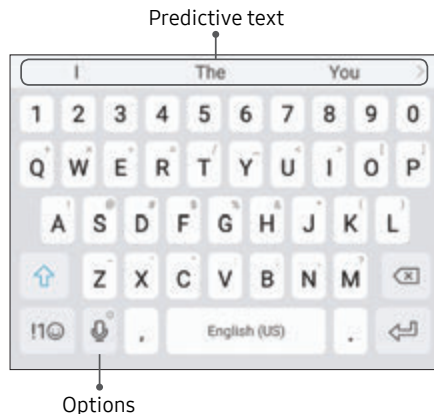 Predictive text
I The You >
1 2 3 4 5 6 7 8 9 0
Q W E R T Y U I O P
A S D F G H J K L
Z X C V B N M
!1☺ , English (US) .
Options